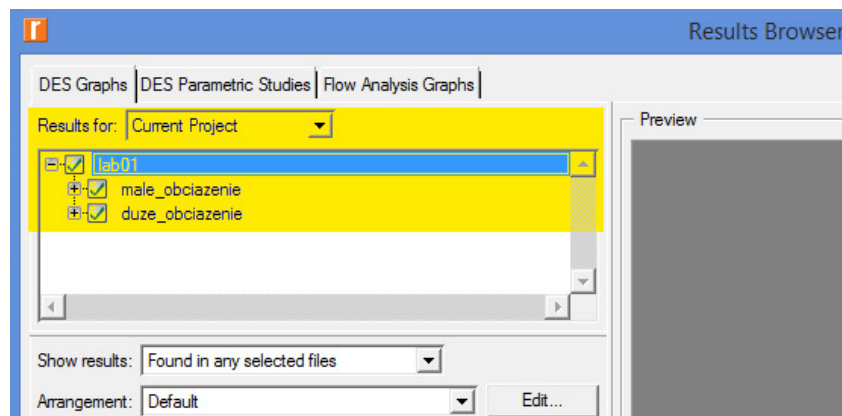 Results Browser
DES Graphs DES Parametric Studies Flow Analysis Graphs
Results for: Current Project
Preview
lab01
male_obciazenie
duze_obciazenie
Show results: Found in any selected files
Arrangement: Default Edit...